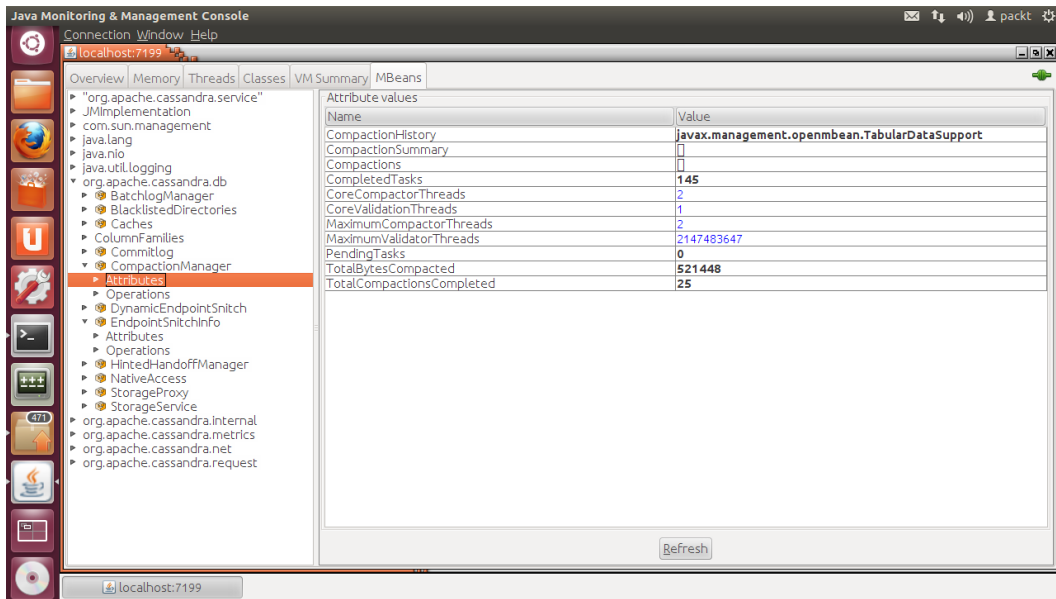 Java Monitoring & Management Console
packt
Connection Window Help
localhost:7199
Overview Memory Threads Classes VM Summary MBeans
"org.apache.cassandra.service"
JMImplementation
com.sun.management
java.lang
java.nio
java.util.logging
org.apache.cassandra.db
BatchlogManager
BlacklistedDirectories
Caches
ColumnFamilies
Commitlog
CompactionManager
Attributes
Operations
DynamicEndpointSnitch
EndpointSnitchInfo
Attributes
Operations
HintedHandoffManager
NativeAccess
StorageProxy
StorageService
org.apache.cassandra.internal
org.apache.cassandra.metrics
org.apache.cassandra.net
org.apache.cassandra.request
Attribute values
Name Value
CompactionHistory javax.management.openmbean.TabularDataSupport
CompactionSummary []
Compactions []
CompletedTasks 145
CoreCompactorThreads 2
CoreValidationThreads 1
MaximumCompactorThreads 2
MaximumValidatorThreads 2147483647
PendingTasks 0
TotalBytesCompacted 521448
TotalCompactionsCompleted 25
Refresh
471
localhost:7199